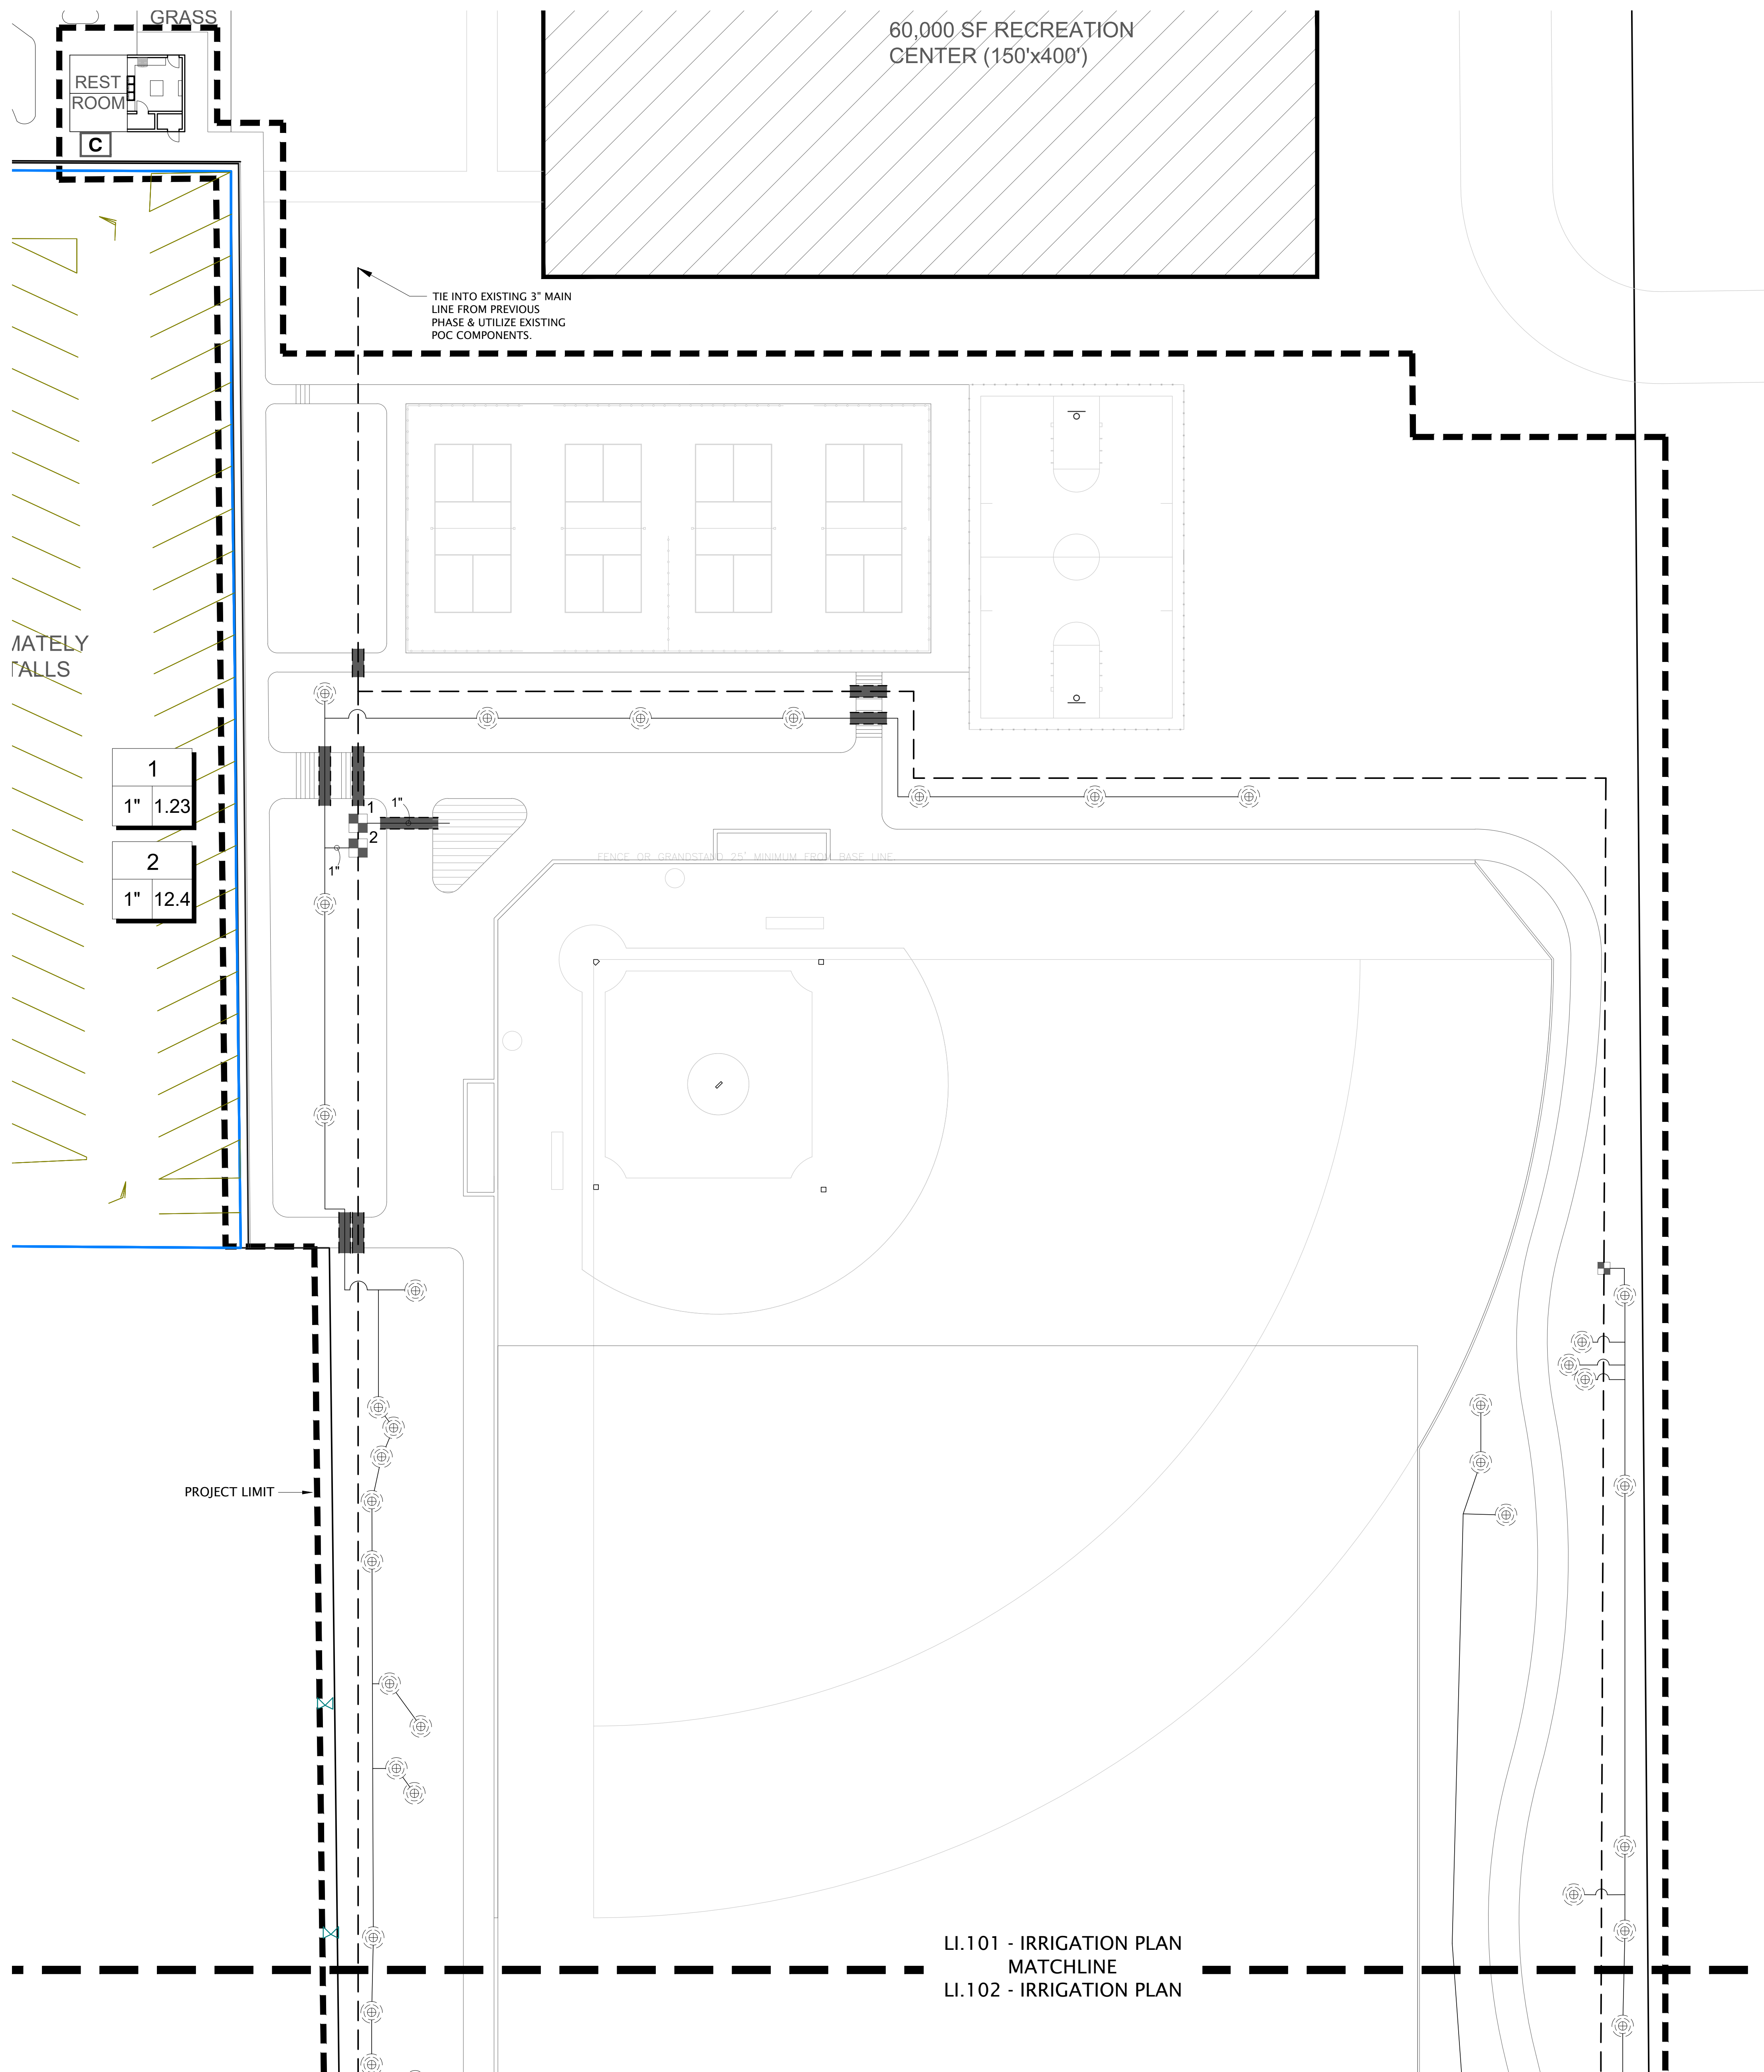 GRASS
REST
ROOM
C
60,000 SF RECREATION
CENTER (150'x400')
TIE INTO EXISTING 3" MAIN
LINE FROM PREVIOUS
PHASE & UTILIZE EXISTING
POC COMPONENTS.
MATELY
TALLS
1
1" 1.23
2
1" 12.4
1
1"
2
1"
FENCE OR GRANDSTAND 25' MINIMUM FROM BASE LINE
PROJECT LIMIT
LI.101 - IRRIGATION PLAN
MATCHLINE
LI.102 - IRRIGATION PLAN